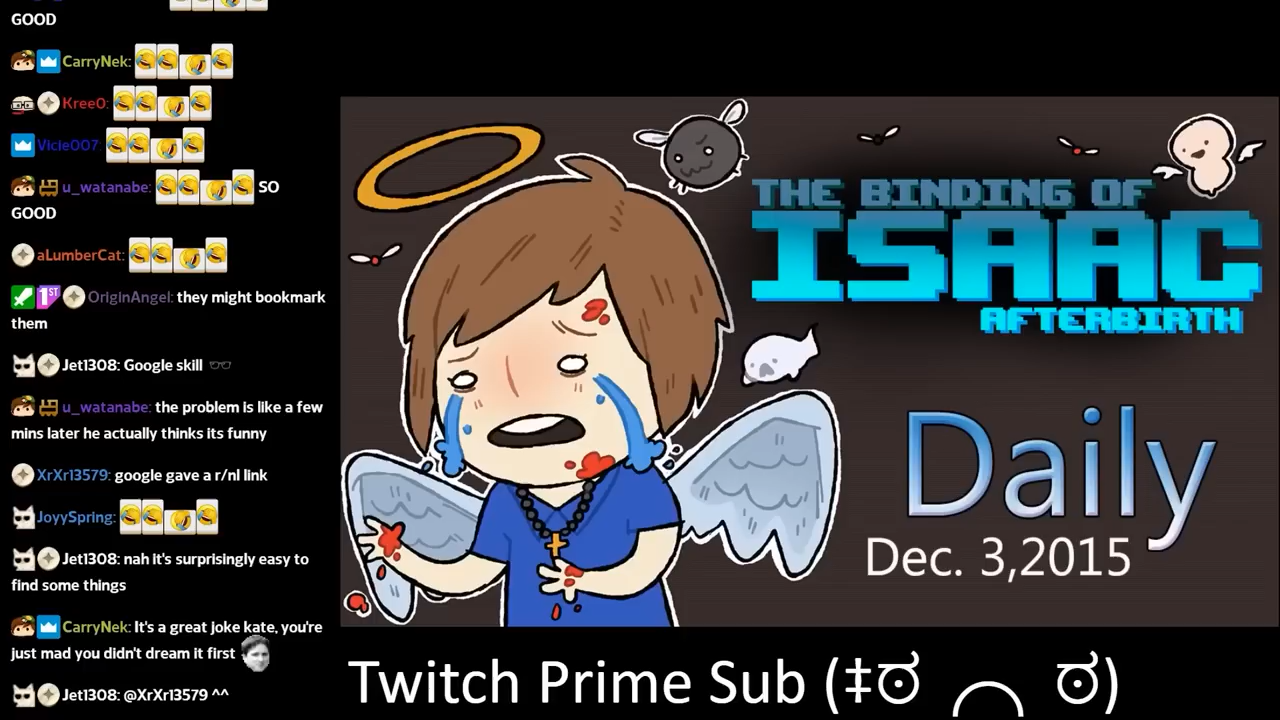 GOOD
CarryNek:
KreeO:
Vicie007:
u_watanabe: SO
GOOD
aLumberCat:
1ST OriginAngel: they might bookmark
them
Jet1308: Google skill
u_watanabe: the problem is like a few
mins later he actually thinks its funny
XrXr13579: google gave a r/nl link
JoyySpring:
Jet1308: nah it's surprisingly easy to
find some things
CarryNek: It's a great joke kate, you're
just mad you didn't dream it first
Jet1308: @XrXr13579 ^^
THE BINDING OF
ISAAC
AFTERBIRTH
Daily
Dec. 3,2015
Twitch Prime Sub (‡ಠ ╭╮ ಠ)